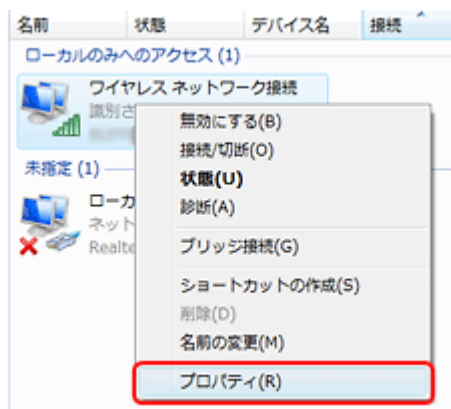 名前 状態 デバイス名 接続
ローカルのみへのアクセス (1)
ワイヤレス ネットワーク接続
識別さ
無効にする(B)
接続/切断(O)
状態(U)
診断(A)
ブリッジ接続(G)
ショートカットの作成(S)
削除(D)
名前の変更(M)
プロパティ(R)
未指定 (1)
ローカ
ネット
Realte